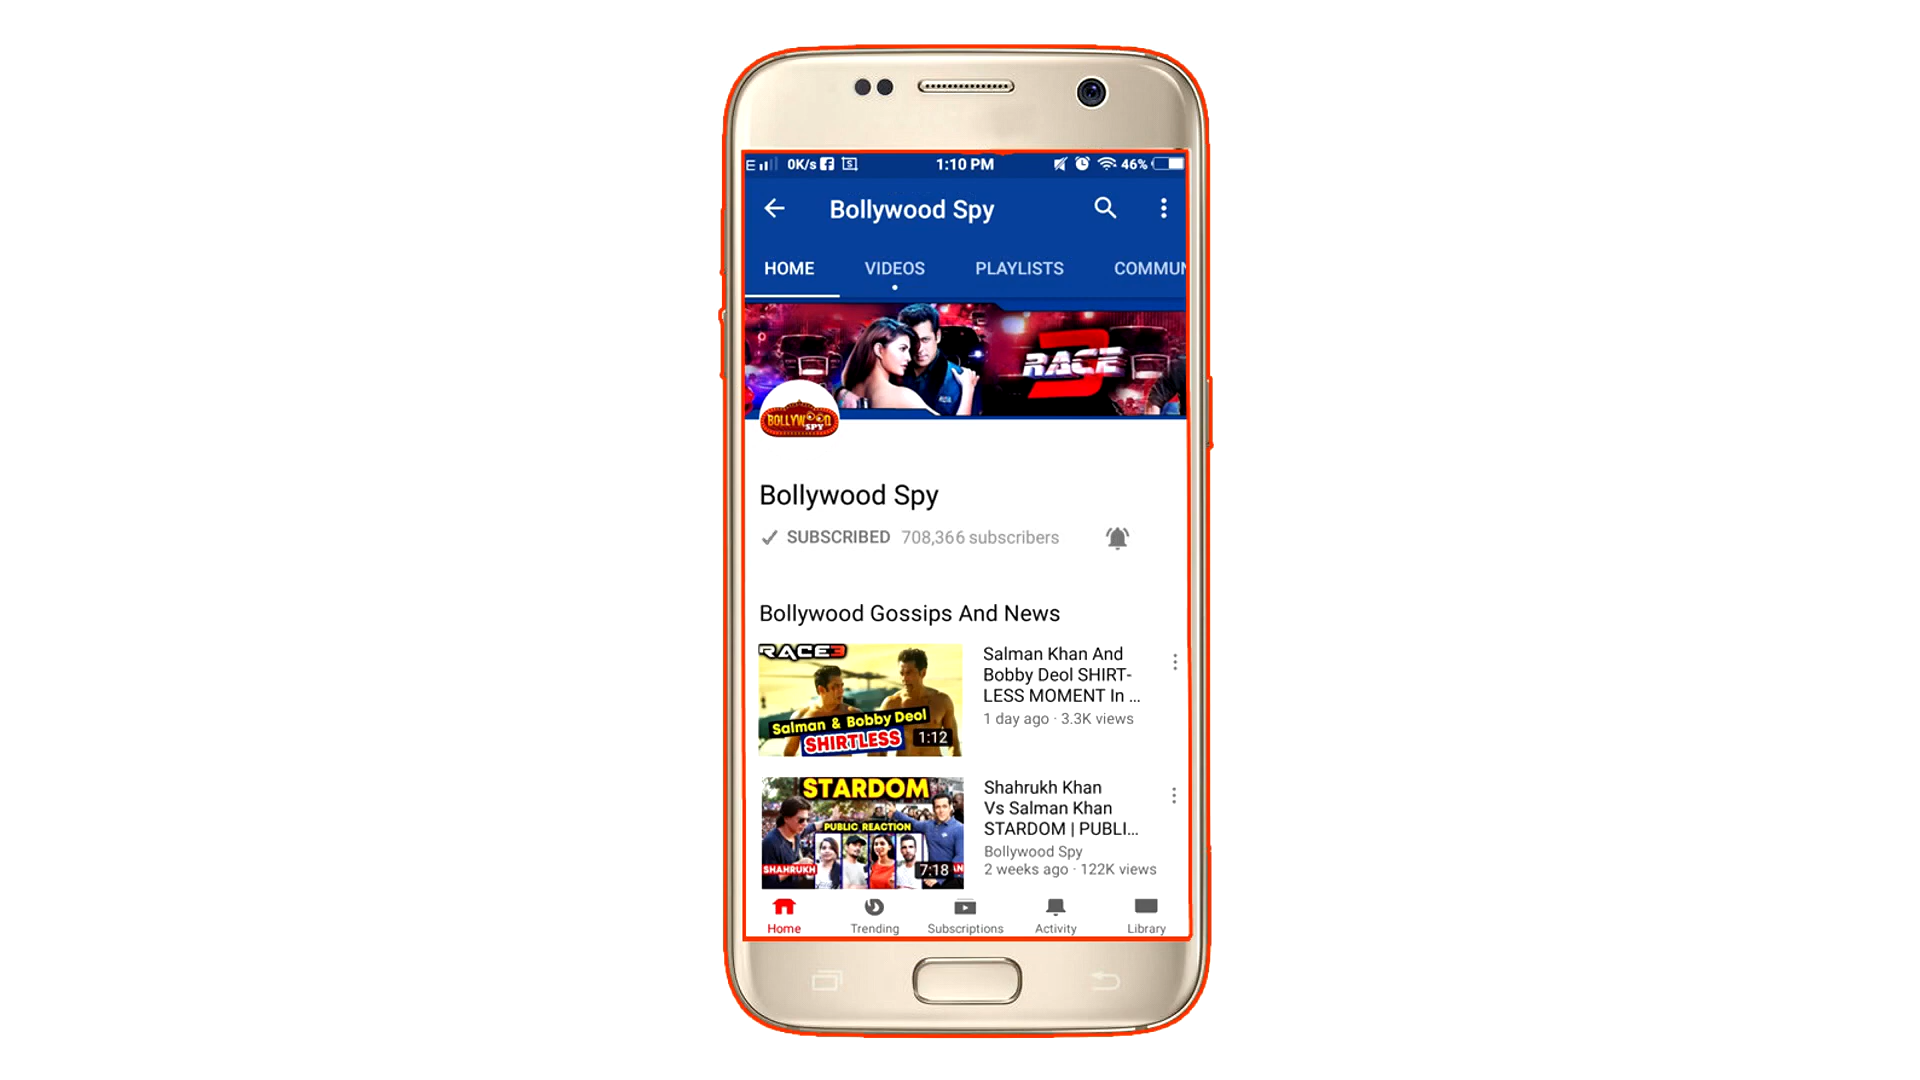 E 0K/s 1:10 PM 46%
Bollywood Spy
HOME VIDEOS PLAYLISTS COMMUN
RACE 3
BOLLYWOOD
SPY
Bollywood Spy
SUBSCRIBED 708,366 subscribers
Bollywood Gossips And News
RACE3
Salman & Bobby Deol
SHIRTLESS
1:12
Salman Khan And
Bobby Deol SHIRT-
LESS MOMENT In ...
1 day ago · 3.3K views
STARDOM
PUBLIC REACTION
SHAHRUKH
7:18
Shahrukh Khan
Vs Salman Khan
STARDOM | PUBLI...
Bollywood Spy
2 weeks ago · 122K views
Home Trending Subscriptions Activity Library